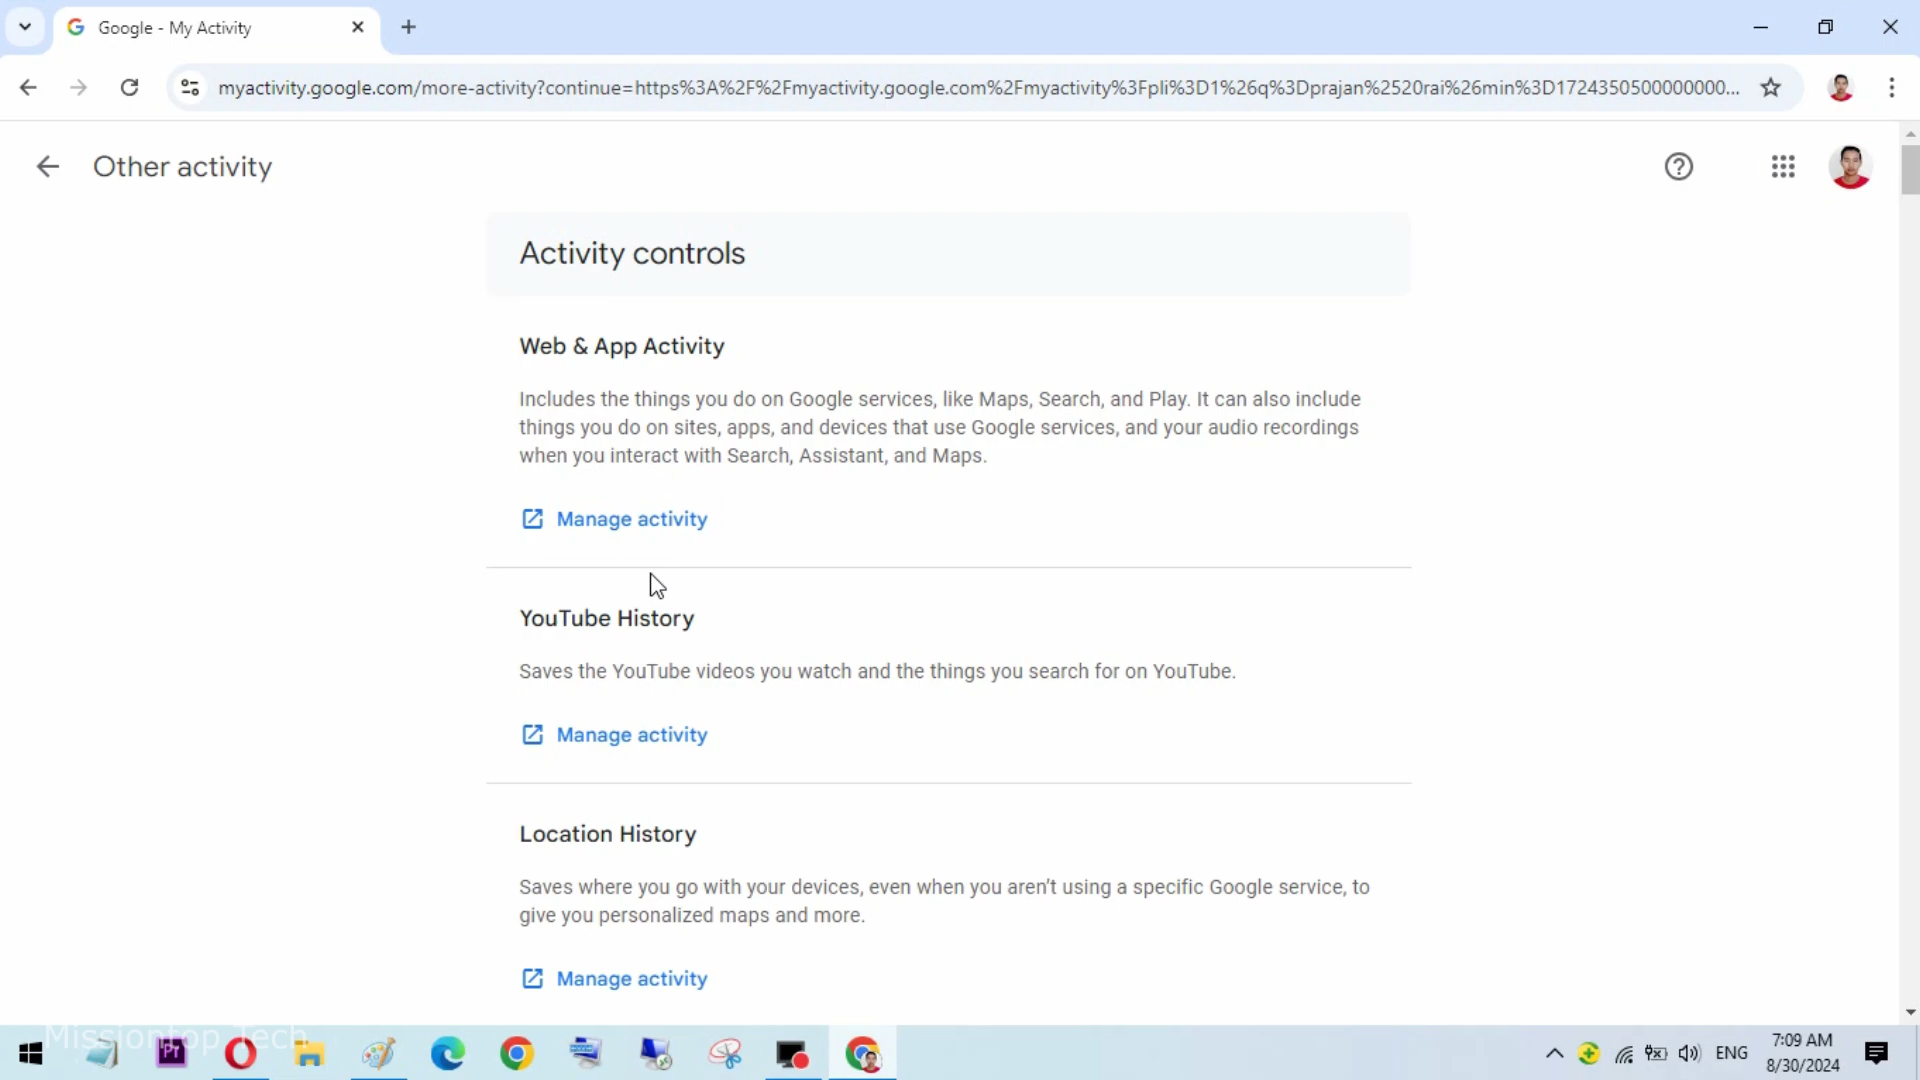 Google - My Activity
myactivity.google.com/more-activity?continue=https%3A%2F%2Fmyactivity.google.com%2Fmyactivity%3Fpli%3D1%26q%3Dprajan%2520rai%26min%3D1724350500000000...
Other activity
Activity controls
Web & App Activity
Includes the things you do on Google services, like Maps, Search, and Play. It can also include
things you do on sites, apps, and devices that use Google services, and your audio recordings
when you interact with Search, Assistant, and Maps.
Manage activity
YouTube History
Saves the YouTube videos you watch and the things you search for on YouTube.
Manage activity
Location History
Saves where you go with your devices, even when you aren't using a specific Google service, to
give you personalized maps and more.
Manage activity
Missiontop Tech
Pr
ENG
7:09 AM
8/30/2024